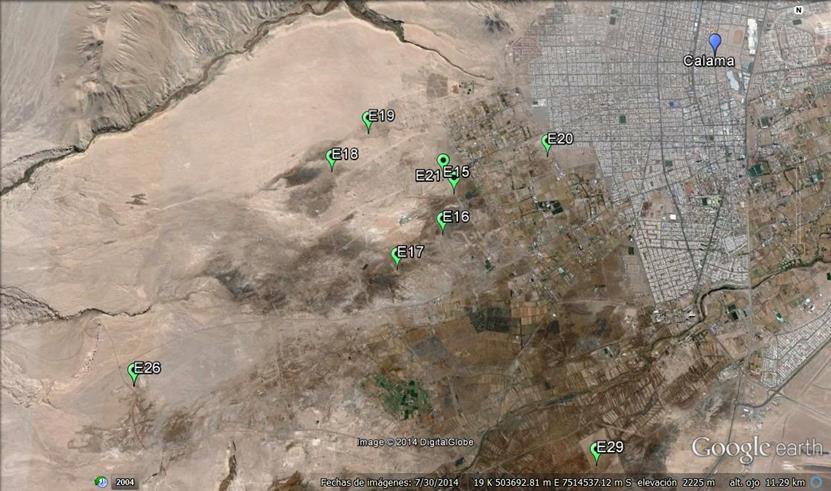 N
Calama
E19
E20
E18
E21 E15
E16
E17
E26
E29
Image © 2014 DigitalGlobe
Google earth
2004
Fechas de imágenes: 7/30/2014 19 K 503692.81 m E 7514537.12 m S elevación 2225 m alt. ojo 11.29 km